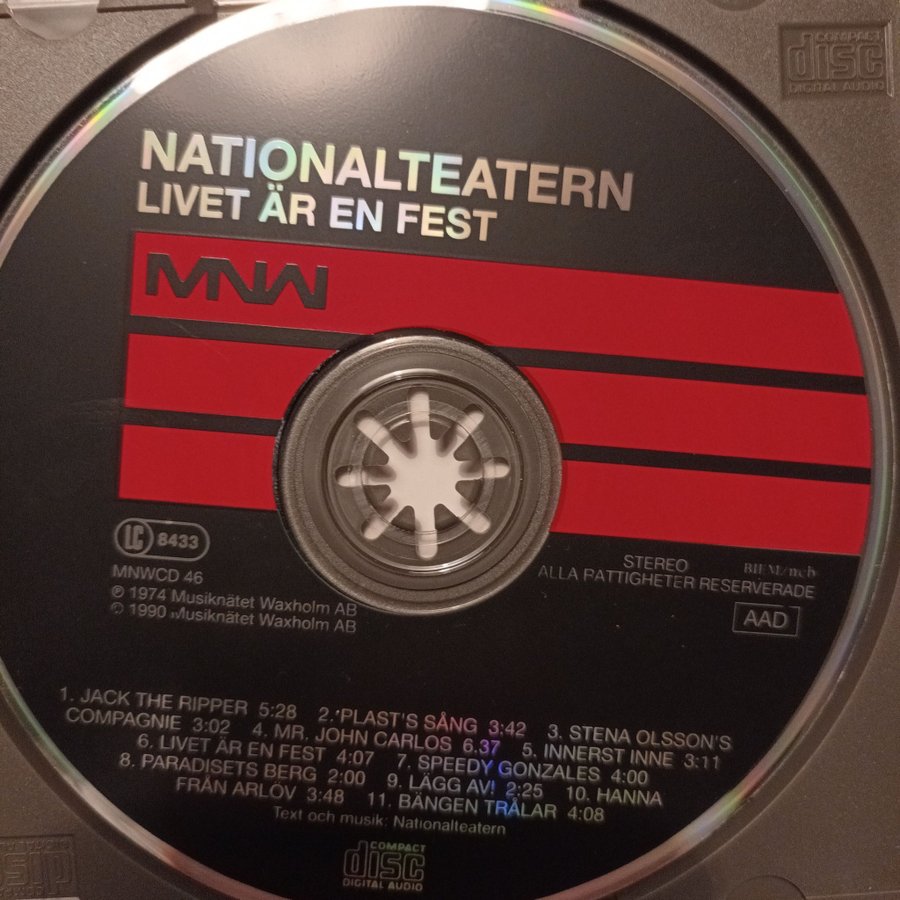 COMPACT
disc
DIGITAL AUDIO
NATIONALTEATERN
LIVET ÄR EN FEST
MNW
LC 8433
MNWCD 46
℗ 1974 Musiknätet Waxholm AB
© 1990 Musiknätet Waxholm AB
STEREO BIEM/ncb
ALLA RATTIGHETER RESERVERADE
AAD
1. JACK THE RIPPER 5:28 2. 'PLAST'S SÅNG 3:42 3. STENA OLSSON'S
COMPAGNIE 3:02 4. MR. JOHN CARLOS 6.37 5. INNERST INNE 3:11
6. LIVET ÄR EN FEST 4:07 7. SPEEDY GONZALES 4:00
8. PARADISETS BERG 2:00 9. LÄGG AV! 2:25 10. HANNA
FRÅN ARLÖV 3:48 11. BÄNGEN TRÅLAR 4:08
Text och musik: Nationalteatern
COMPACT
disc
DIGITAL AUDIO